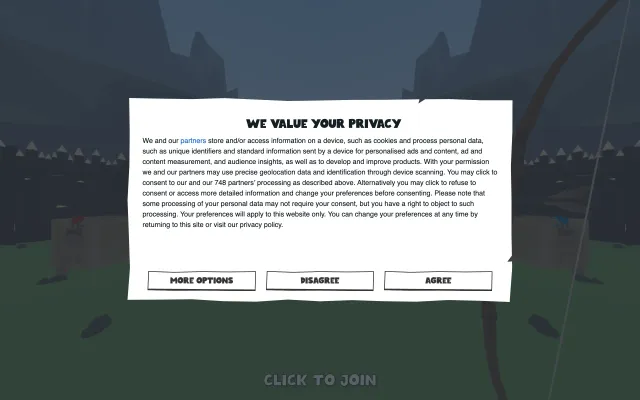 WE VALUE YOUR PRIVACY
We and our partners store and/or access information on a device, such as cookies and process personal data,
such as unique identifiers and standard information sent by a device for personalised ads and content, ad and
content measurement, and audience insights, as well as to develop and improve products. With your permission
we and our partners may use precise geolocation data and identification through device scanning. You may click to
consent to our and our 748 partners' processing as described above. Alternatively you may click to refuse to
consent or access more detailed information and change your preferences before consenting. Please note that
some processing of your personal data may not require your consent, but you have a right to object to such
processing. Your preferences will apply to this website only. You can change your preferences at any time by
returning to this site or visit our privacy policy.
MORE OPTIONS
DISAGREE
AGREE
CLICK TO JOIN